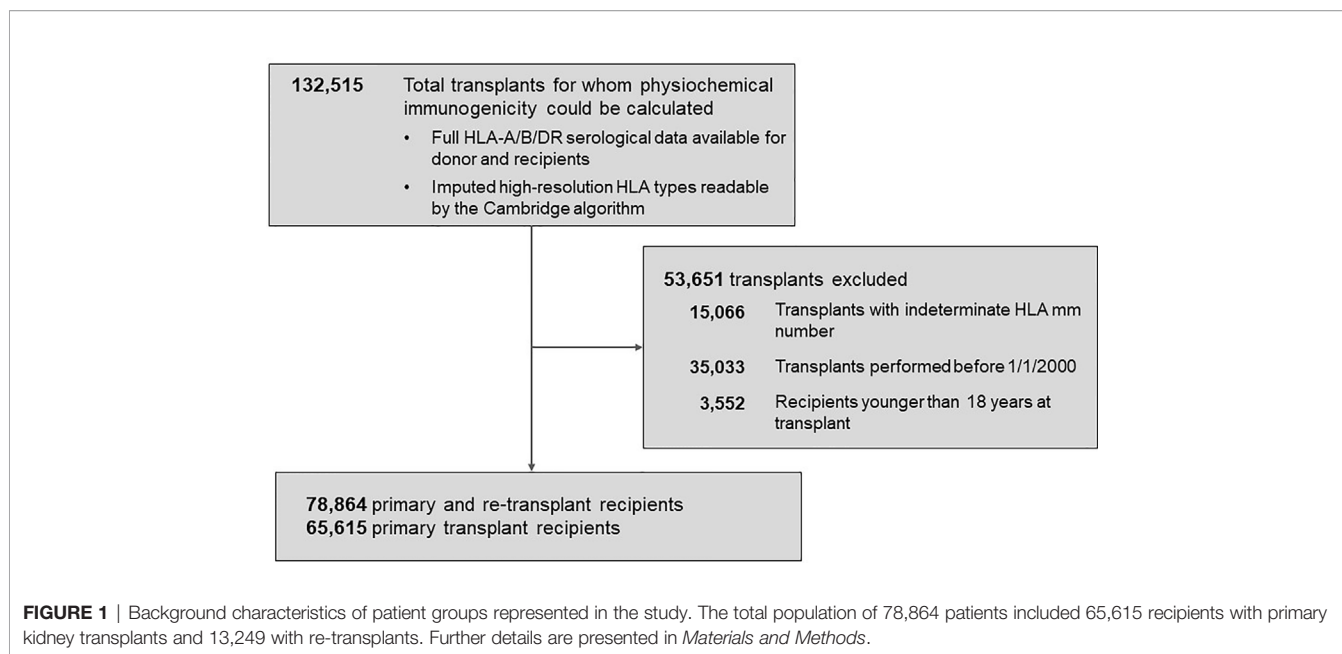 132,515 Total transplants for whom physiochemical
immunogenicity could be calculated
• Full HLA-A/B/DR serological data available for
donor and recipients
• Imputed high-resolution HLA types readable
by the Cambridge algorithm
53,651 transplants excluded
15,066 Transplants with indeterminate HLA mm
number
35,033 Transplants performed before 1/1/2000
3,552 Recipients younger than 18 years at
transplant
78,864 primary and re-transplant recipients
65,615 primary transplant recipients
FIGURE 1 | Background characteristics of patient groups represented in the study. The total population of 78,864 patients included 65,615 recipients with primary
kidney transplants and 13,249 with re-transplants. Further details are presented in Materials and Methods.